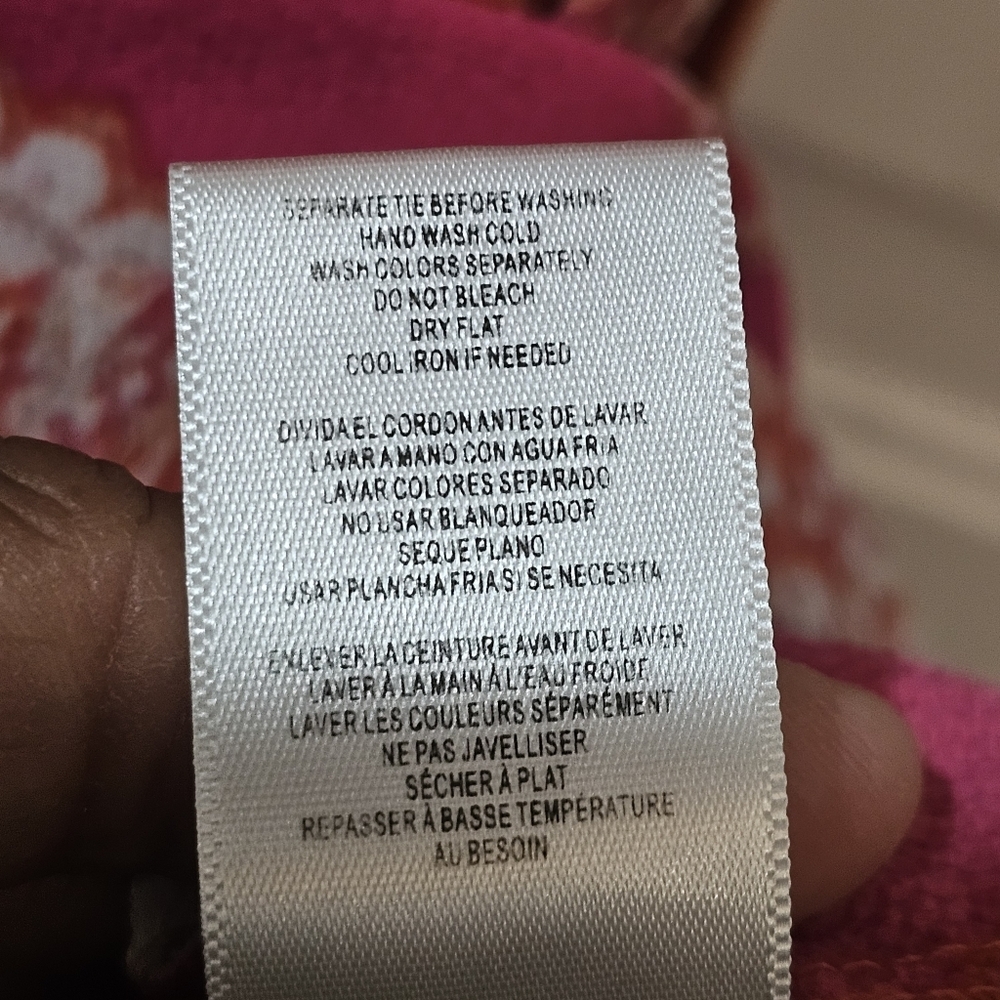 SEPARATE TIE BEFORE WASHING
HAND WASH COLD
WASH COLORS SEPARATELY
DO NOT BLEACH
DRY FLAT
COOL IRON IF NEEDED
DIVIDA EL CORDON ANTES DE LAVAR
LAVAR A MANO CON AGUA FRIA
LAVAR COLORES SEPARADO
NO USAR BLANQUEADOR
SEQUE PLANO
USAR PLANCHA FRIA SI SE NECESITA
ENLEVER LA CEINTURE AVANT DE LAVER
LAVER À LA MAIN À L'EAU FROIDE
LAVER LES COULEURS SÉPARÉMENT
NE PAS JAVELLISER
SÉCHER À PLAT
REPASSER À BASSE TEMPÉRATURE
AU BESOIN